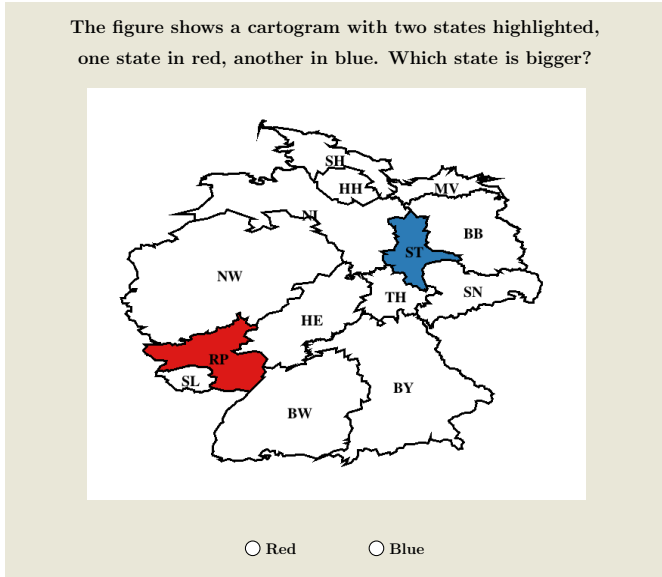 The figure shows a cartogram with two states highlighted,
one state in red, another in blue. Which state is bigger?
SH
HH
MV
NI
BB
ST
NW
SN
TH
HE
RP
SL
BY
BW
Red
Blue